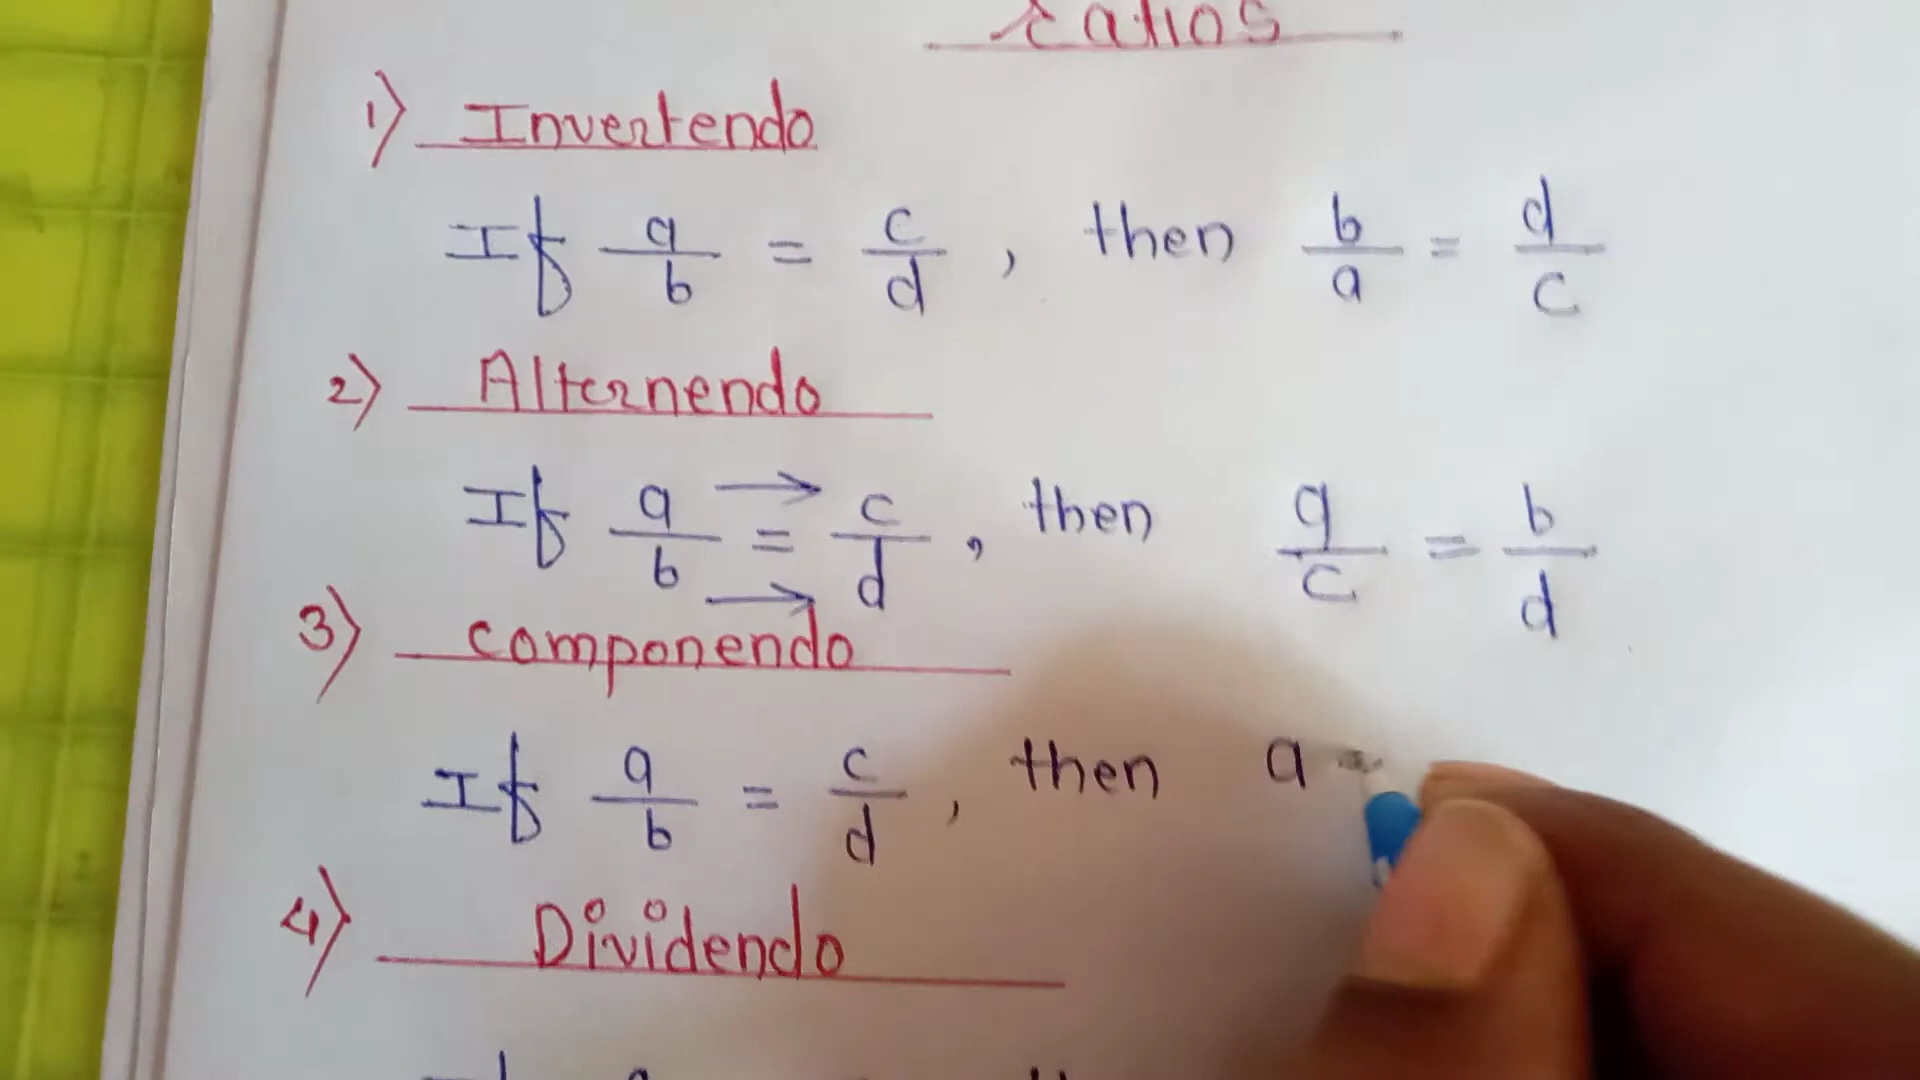 ratios
1) Invertendo
If a/b = c/d, then b/a = d/c
2) Alternendo
If a/b = c/d, then a/c = b/d
3) componendo
If a/b = c/d, then a
4) Dividendo